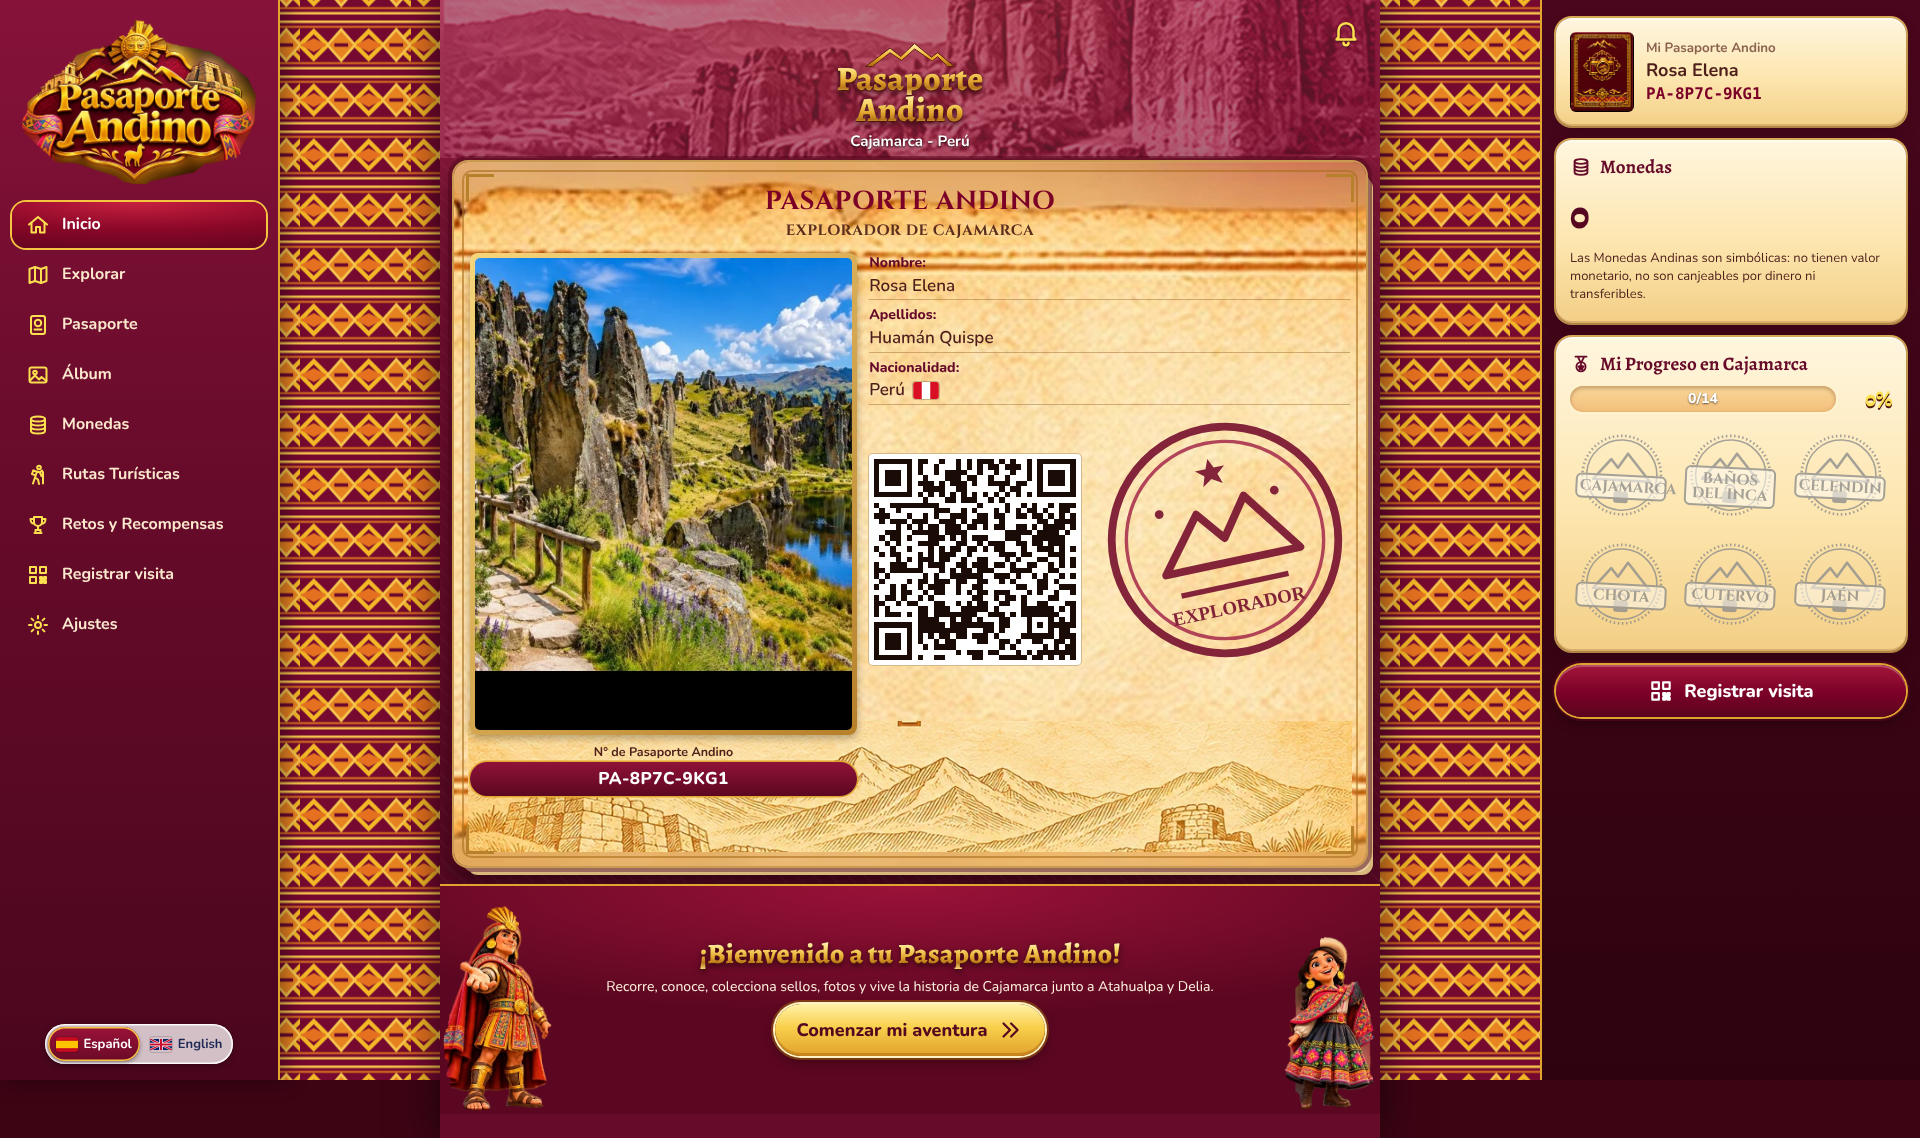 Pasaporte
Andino
Inicio
Explorar
Pasaporte
Álbum
Monedas
Rutas Turísticas
Retos y Recompensas
Registrar visita
Ajustes
Español
English
Pasaporte
Andino
Cajamarca - Perú
PASAPORTE ANDINO
EXPLORADOR DE CAJAMARCA
Nombre:
Rosa Elena
Apellidos:
Huamán Quispe
Nacionalidad:
Perú
EXPLORADOR
N° de Pasaporte Andino
PA-8P7C-9KG1
¡Bienvenido a tu Pasaporte Andino!
Recorre, conoce, colecciona sellos, fotos y vive la historia de Cajamarca junto a Atahualpa y Delia.
Comenzar mi aventura
Mi Pasaporte Andino
Rosa Elena
PA-8P7C-9KG1
Monedas
0
Las Monedas Andinas son simbólicas: no tienen valor
monetario, no son canjeables por dinero ni
transferibles.
Mi Progreso en Cajamarca
0/14
0%
CAJAMARCA
BAÑOS
DEL INCA
CELENDÍN
CHOTA
CUTERVO
JAÉN
Registrar visita